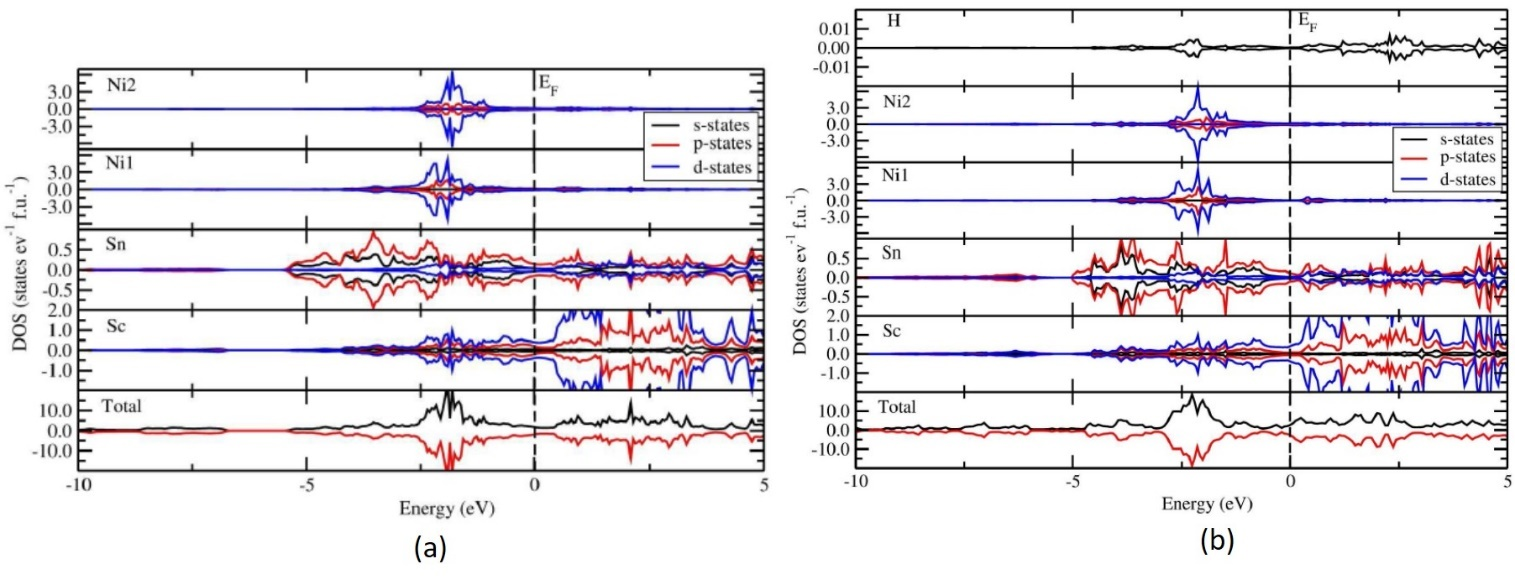 Ni2
E_F
3.0
0.0
-3.0
s-states
p-states
d-states
Ni1
3.0
0.0
-3.0
Sn
0.5
0.0
-0.5
Sc
2.0
1.0
0.0
-1.0
Total
10.0
0.0
-10.0
DOS (states ev⁻¹ f.u.⁻¹)
-10
-5
0
5
Energy (eV)
(a)
H
E_F
0.01
0.00
-0.01
Ni2
3.0
0.0
-3.0
s-states
p-states
d-states
Ni1
3.0
0.0
-3.0
Sn
0.5
0.0
-0.5
Sc
2.0
1.0
0.0
-1.0
Total
10.0
0.0
-10.0
DOS (states ev⁻¹ f.u.⁻¹)
-10
-5
0
5
Energy (eV)
(b)